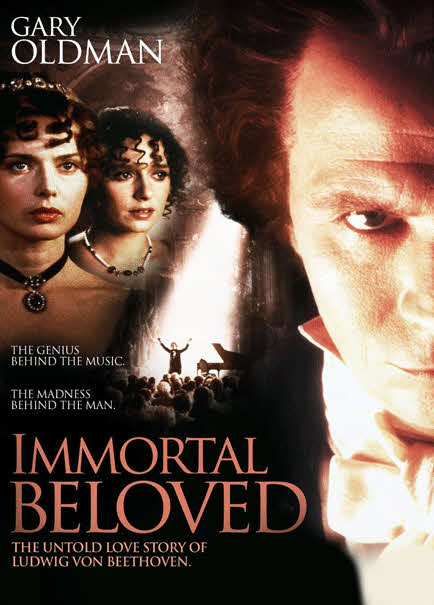 GARY
OLDMAN
THE GENIUS
BEHIND THE MUSIC.
THE MADNESS
BEHIND THE MAN.
IMMORTAL
BELOVED
THE UNTOLD LOVE STORY OF
LUDWIG VON BEETHOVEN.